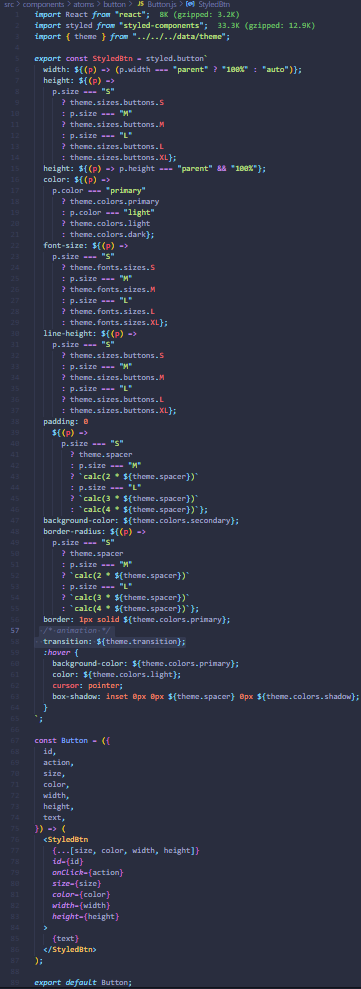 src > components > atoms > button > JS Button.js > StyledBtn
import React from "react"; 8K (gzipped: 3.2K)
import styled from "styled-components"; 33.3K (gzipped: 12.9K)
import { theme } from "../../../data/theme";
export const StyledBtn = styled.button`
width: ${(p) => (p.width === "parent" ? "100%" : "auto")};
height: ${(p) =>
p.size === "S"
? theme.sizes.buttons.S
: p.size === "M"
? theme.sizes.buttons.M
: p.size === "L"
? theme.sizes.buttons.L
: theme.sizes.buttons.XL};
height: ${(p) => p.height === "parent" && "100%"};
color: ${(p) =>
p.color === "primary"
? theme.colors.primary
: p.color === "light"
? theme.colors.light
: theme.colors.dark};
font-size: ${(p) =>
p.size === "S"
? theme.fonts.sizes.S
: p.size === "M"
? theme.fonts.sizes.M
: p.size === "L"
? theme.fonts.sizes.L
: theme.fonts.sizes.XL};
line-height: ${(p) =>
p.size === "S"
? theme.sizes.buttons.S
: p.size === "M"
? theme.sizes.buttons.M
: p.size === "L"
? theme.sizes.buttons.L
: theme.sizes.buttons.XL};
padding: 0
${(p) =>
p.size === "S"
? theme.spacer
: p.size === "M"
? `calc(2 * ${theme.spacer})`
: p.size === "L"
? `calc(3 * ${theme.spacer})`
: `calc(4 * ${theme.spacer})`};
background-color: ${theme.colors.secondary};
border-radius: ${(p) =>
p.size === "S"
? theme.spacer
: p.size === "M"
? `calc(2 * ${theme.spacer})`
: p.size === "L"
? `calc(3 * ${theme.spacer})`
: `calc(4 * ${theme.spacer})`};
border: 1px solid ${theme.colors.primary};
57 /* animation */
transition: ${theme.transition};
:hover {
background-color: ${theme.colors.primary};
color: ${theme.colors.light};
cursor: pointer;
box-shadow: inset 0px 0px ${theme.spacer} 0px ${theme.colors.shadow};
}
`;
const Button = ({
id,
action,
size,
color,
width,
height,
text,
}) => (
<StyledBtn
{...[size, color, width, height]}
id={id}
onClick={action}
size={size}
color={color}
width={width}
height={height}
>
{text}
</StyledBtn>
);
export default Button;